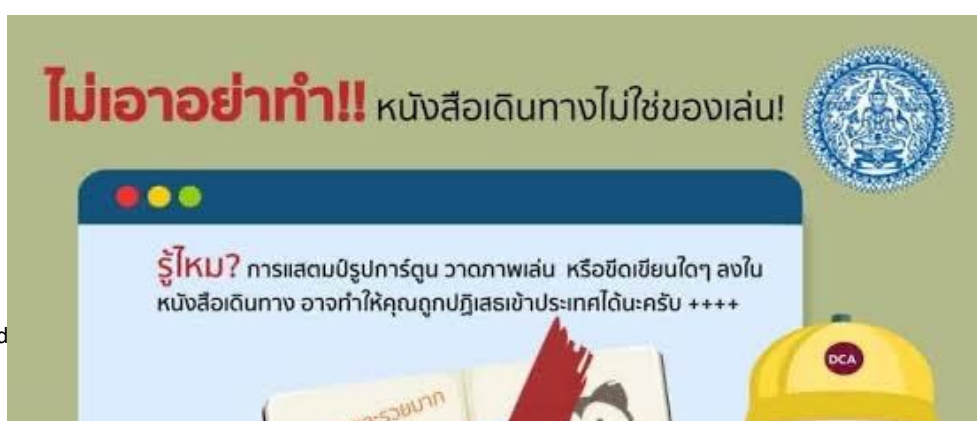 ไม่เอาอย่าทำ!! หนังสือเดินทางไม่ใช่ของเล่น!
รู้ไหม? การแสตมป์รูปการ์ตูน วาดภาพเล่น หรือขีดเขียนใดๆ ลงใน
หนังสือเดินทาง อาจทำให้คุณถูกปฏิเสธเข้าประเทศได้นะครับ ++++
d
DCA
รวยมาก